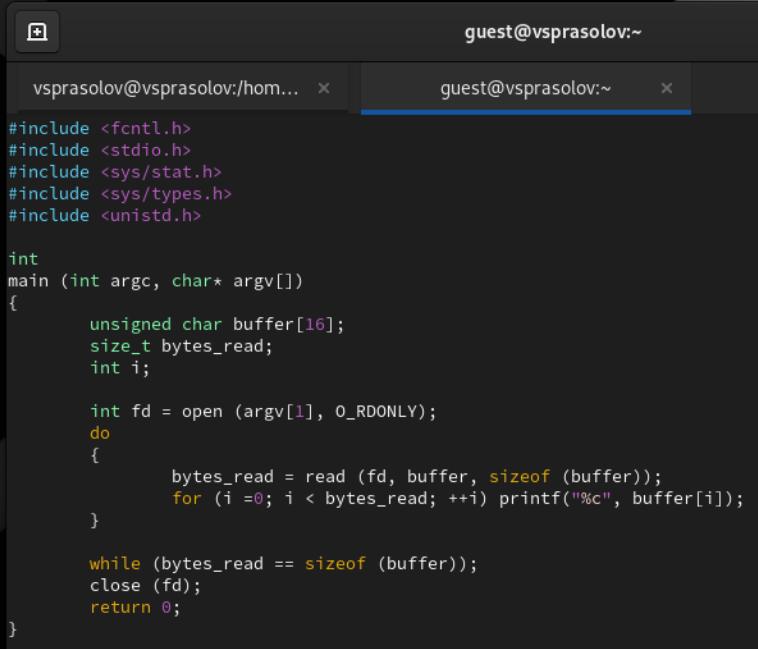 guest@vsprasolov:~
vsprasolov@vsprasolov:/hom... × guest@vsprasolov:~ ×
#include <fcntl.h>
#include <stdio.h>
#include <sys/stat.h>
#include <sys/types.h>
#include <unistd.h>

int
main (int argc, char* argv[])
{
        unsigned char buffer[16];
        size_t bytes_read;
        int i;

        int fd = open (argv[1], O_RDONLY);
        do
        {
                bytes_read = read (fd, buffer, sizeof (buffer));
                for (i =0; i < bytes_read; ++i) printf("%c", buffer[i]);
        }

        while (bytes_read == sizeof (buffer));
        close (fd);
        return 0;
}